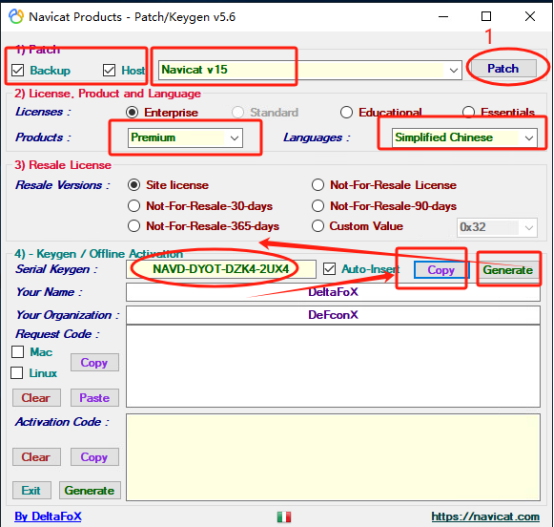 Navicat Products - Patch/Keygen v5.6
1
1) Patch
Backup Host Navicat v15 Patch
2) License, Product and Language
Licenses : Enterprise Standard Educational Essentials
Products : Premium Languages : Simplified Chinese
3) Resale License
Resale Versions : Site license Not-For-Resale License
Not-For-Resale-30-days Not-For-Resale-90-days
Not-For-Resale-365-days Custom Value 0x32
4) - Keygen / Offline Activation
Serial Keygen : NAVD-DYOT-DZK4-2UX4 Auto-Insert Copy Generate
Your Name : DeltaFoX
Your Organization : DeFconX
Request Code :
Mac
Copy
Linux
Clear Paste
Activation Code :
Clear Copy
Exit Generate
By DeltaFoX https://navicat.com